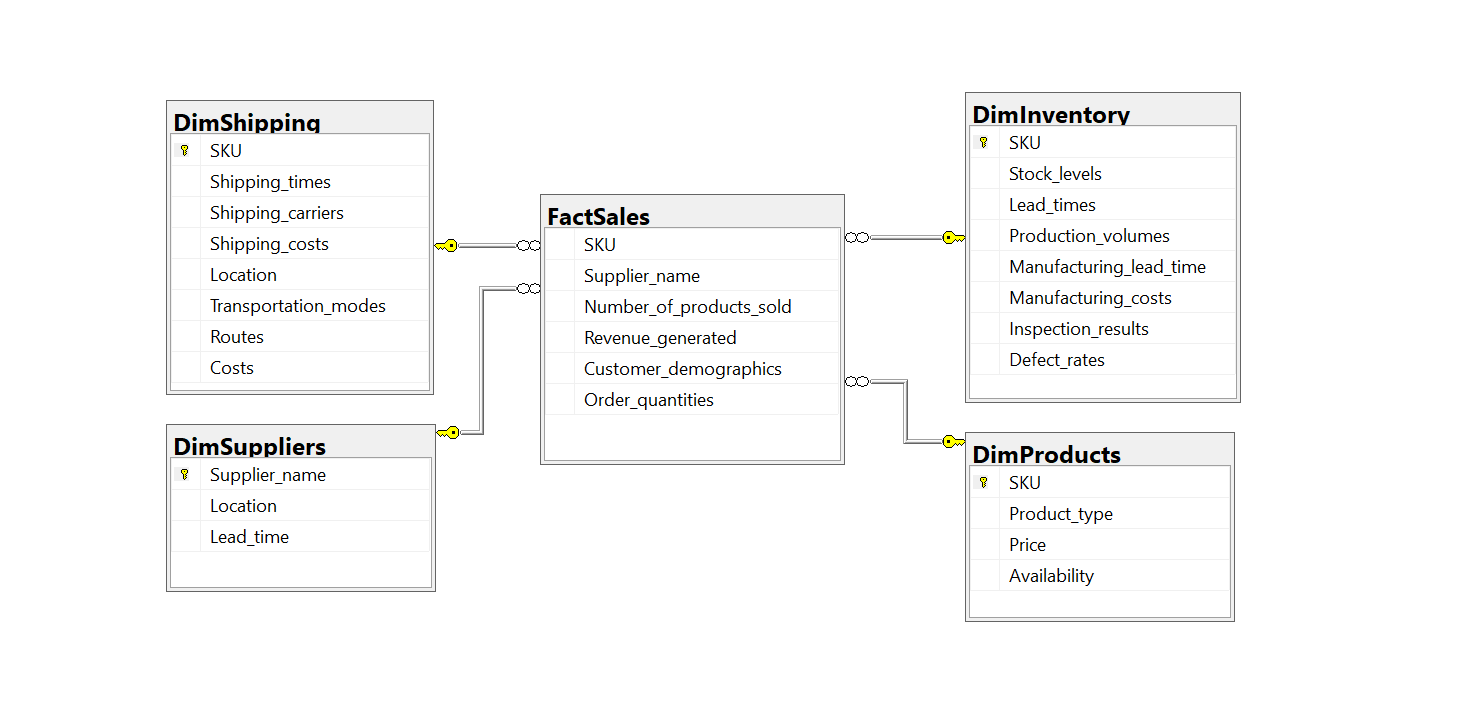 DimShipping
SKU
Shipping_times
Shipping_carriers
Shipping_costs
Location
Transportation_modes
Routes
Costs
DimSuppliers
Supplier_name
Location
Lead_time
FactSales
SKU
Supplier_name
Number_of_products_sold
Revenue_generated
Customer_demographics
Order_quantities
DimInventory
SKU
Stock_levels
Lead_times
Production_volumes
Manufacturing_lead_time
Manufacturing_costs
Inspection_results
Defect_rates
DimProducts
SKU
Product_type
Price
Availability